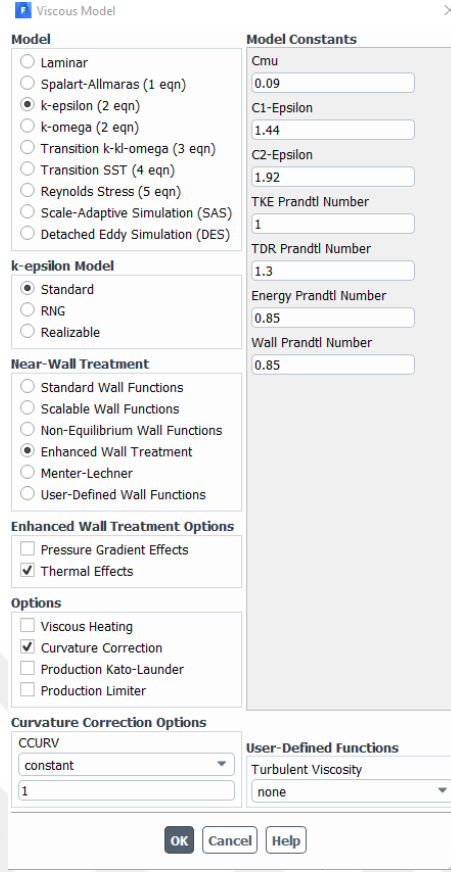 Viscous Model
Model
Laminar
Spalart-Allmaras (1 eqn)
k-epsilon (2 eqn)
k-omega (2 eqn)
Transition k-kl-omega (3 eqn)
Transition SST (4 eqn)
Reynolds Stress (5 eqn)
Scale-Adaptive Simulation (SAS)
Detached Eddy Simulation (DES)
k-epsilon Model
Standard
RNG
Realizable
Near-Wall Treatment
Standard Wall Functions
Scalable Wall Functions
Non-Equilibrium Wall Functions
Enhanced Wall Treatment
Menter-Lechner
User-Defined Wall Functions
Enhanced Wall Treatment Options
Pressure Gradient Effects
Thermal Effects
Options
Viscous Heating
Curvature Correction
Production Kato-Launder
Production Limiter
Curvature Correction Options
CCURV
constant
1
Model Constants
Cmu
0.09
C1-Epsilon
1.44
C2-Epsilon
1.92
TKE Prandtl Number
1
TDR Prandtl Number
1.3
Energy Prandtl Number
0.85
Wall Prandtl Number
0.85
User-Defined Functions
Turbulent Viscosity
none
OK
Cancel
Help